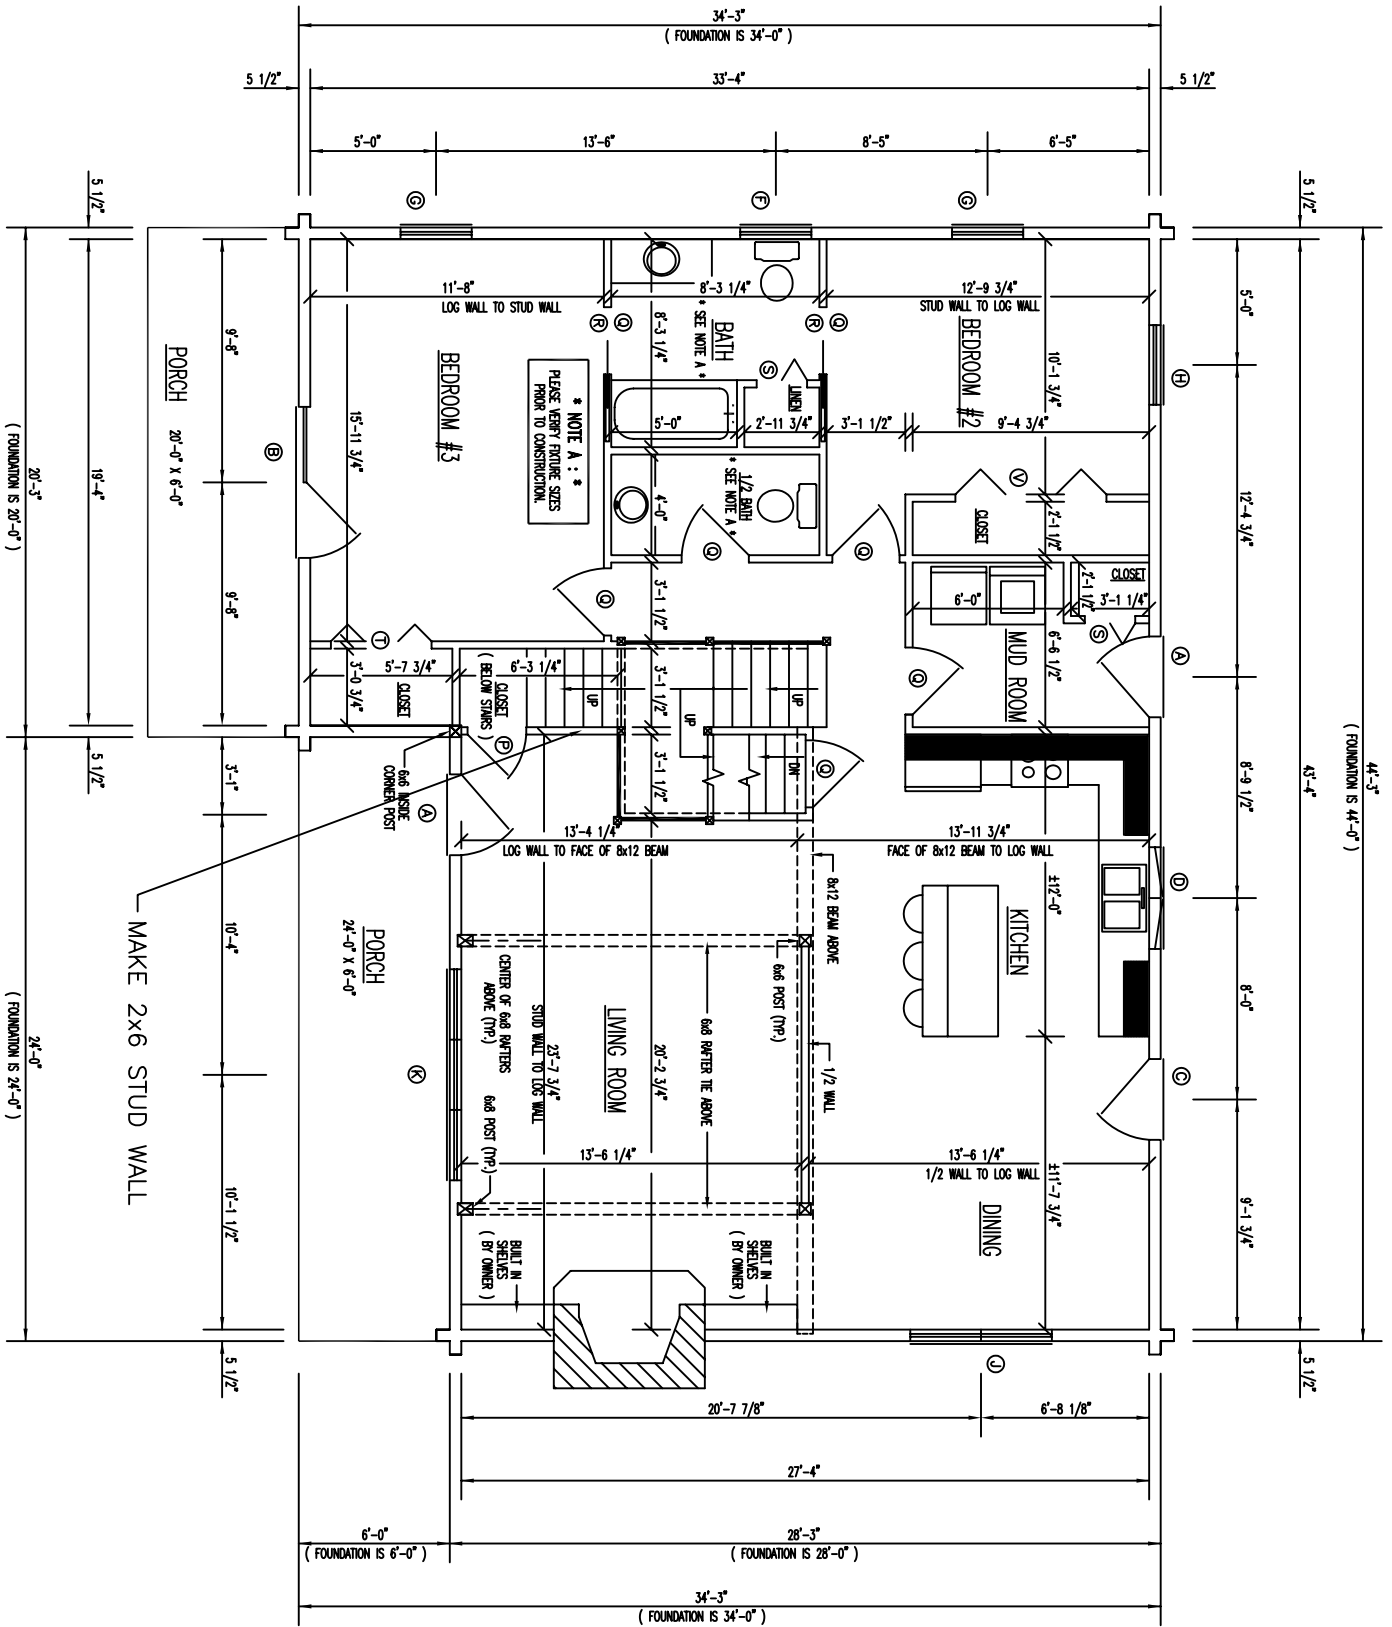 34'-3"
( FOUNDATION IS 34'-0" )
5 1/2"
33'-4"
5 1/2"
5'-0"
13'-6"
8'-5"
6'-5"
G
F
G
5 1/2"
5 1/2"
44'-3"
( FOUNDATION IS 44'-0" )
43'-4"
5'-0"
12'-4 3/4"
8'-9 1/2"
8'-0"
9'-1 3/4"
5 1/2"
H
A
D
C
J
11'-8"
LOG WALL TO STUD WALL
8'-3 1/4"
12'-9 3/4"
STUD WALL TO LOG WALL
R
Q
R
Q
BATH
* SEE NOTE A *
8'-3 1/4"
BEDROOM #2
10'-1 3/4"
BEDROOM #3
15'-11 3/4"
* NOTE A : *
PLEASE VERIFY FIXTURE SIZES
PRIOR TO CONSTRUCTION.
S
LINEN
5'-0"
2'-11 3/4"
3'-1 1/2"
9'-4 3/4"
1/2 BATH
* SEE NOTE A *
4'-0"
V
CLOSET
2'-1 1/2"
Q
Q
Q
CLOSET
2'-1 1/2"
3'-1 1/4"
6'-0"
S
MUD ROOM
6'-6 1/2"
Q
3'-1 1/2"
T
5'-7 3/4"
6'-3 1/4"
3'-0 3/4"
CLOSET
CLOSET
( BELOW STAIRS )
P
UP
UP
UP
DN
3'-1 1/2"
3'-1 1/2"
Q
6x6 INSIDE
CORNER POST
A
13'-4 1/4"
LOG WALL TO FACE OF 8x12 BEAM
13'-11 3/4"
FACE OF 8x12 BEAM TO LOG WALL
8x12 BEAM ABOVE
KITCHEN
±12'-0"
6x6 POST (TYP.)
1/2 WALL
6x8 RAFTER TIE ABOVE
CENTER OF 6x8 RAFTERS
ABOVE (TYP.)
LIVING ROOM
20'-2 3/4"
23'-7 3/4"
STUD WALL TO LOG WALL
6x8 POST (TYP.)
K
13'-6 1/4"
13'-6 1/4"
1/2 WALL TO LOG WALL
±11'-7 3/4"
DINING
BUILT IN
SHELVES
( BY OWNER )
BUILT IN
SHELVES
( BY OWNER )
PORCH
20'-0" X 6'-0"
B
PORCH
24'-0" X 6'-0"
MAKE 2x6 STUD WALL
9'-8"
9'-8"
3'-1"
10'-4"
10'-1 1/2"
19'-4"
5 1/2"
5 1/2"
20'-3"
( FOUNDATION IS 20'-0" )
24'-0"
( FOUNDATION IS 24'-0" )
20'-7 7/8"
6'-8 1/8"
27'-4"
6'-0"
( FOUNDATION IS 6'-0" )
28'-3"
( FOUNDATION IS 28'-0" )
34'-3"
( FOUNDATION IS 34'-0" )